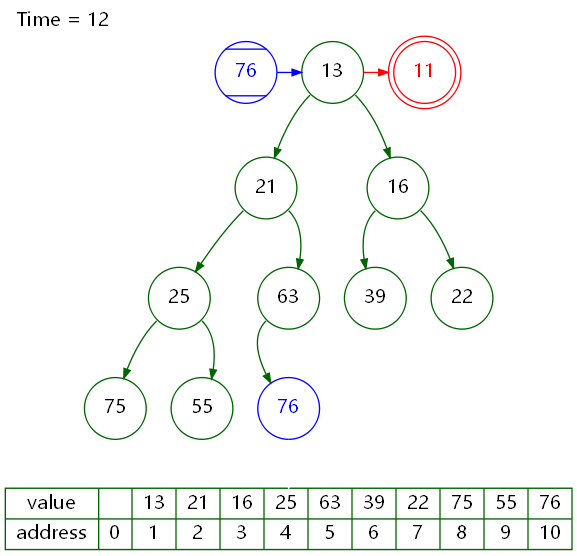 Time = 12
76 13 11
21 16
25 63 39 22
75 55 76
value 13 21 16 25 63 39 22 75 55 76
address 0 1 2 3 4 5 6 7 8 9 10